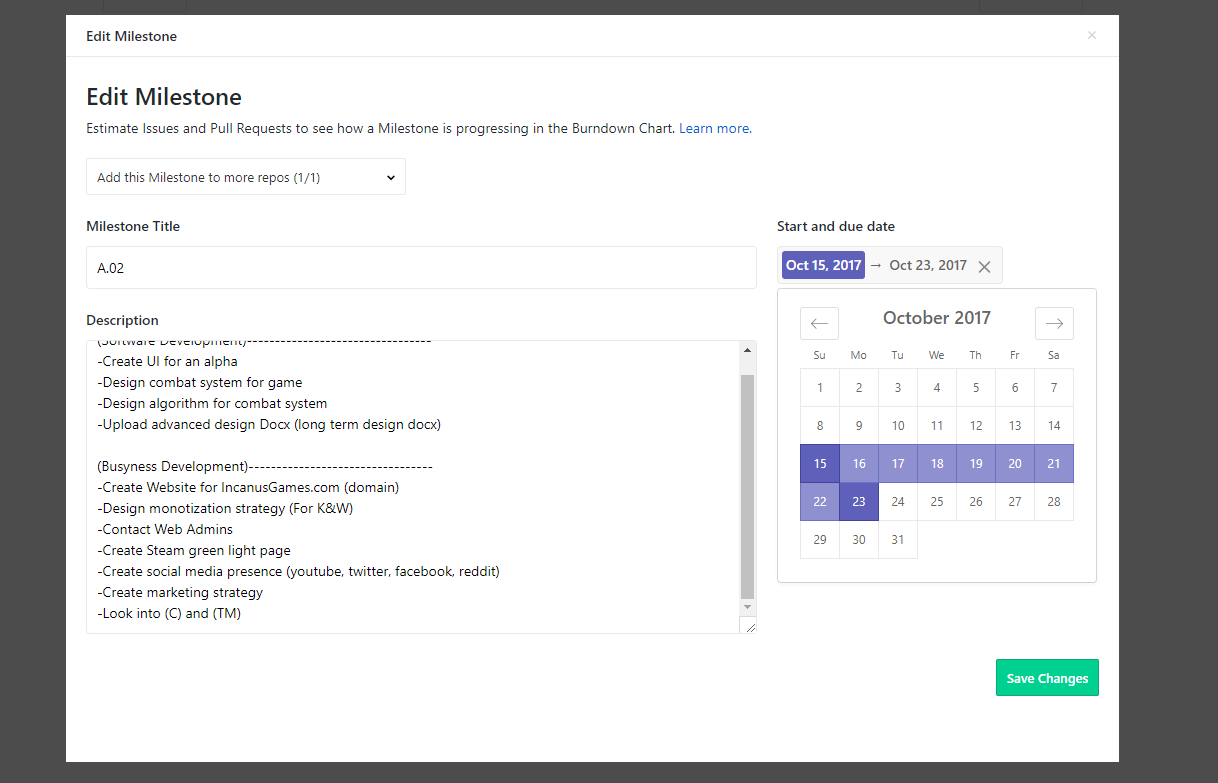 Edit Milestone
×
Edit Milestone
Estimate Issues and Pull Requests to see how a Milestone is progressing in the Burndown Chart. Learn more.
Add this Milestone to more repos (1/1)
Milestone Title
A.02
Description
(Software Development)---------------------------------
-Create UI for an alpha
-Design combat system for game
-Design algorithm for combat system
-Upload advanced design Docx (long term design docx)
(Busyness Development)---------------------------------
-Create Website for IncanusGames.com (domain)
-Design monotization strategy (For K&W)
-Contact Web Admins
-Create Steam green light page
-Create social media presence (youtube, twitter, facebook, reddit)
-Create marketing strategy
-Look into (C) and (TM)
Start and due date
Oct 15, 2017 → Oct 23, 2017 ×
← October 2017 →
Su Mo Tu We Th Fr Sa
1 2 3 4 5 6 7
8 9 10 11 12 13 14
15 16 17 18 19 20 21
22 23 24 25 26 27 28
29 30 31
Save Changes